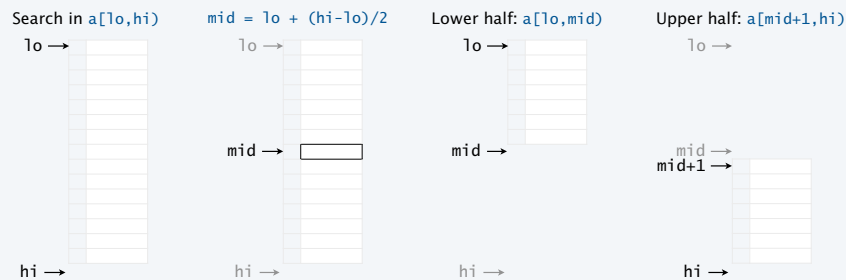 Search in a[lo,hi)
lo
hi
mid = lo + (hi-lo)/2
lo
mid
hi
Lower half: a[lo,mid)
lo
mid
hi
Upper half: a[mid+1,hi)
lo
mid
mid+1
hi